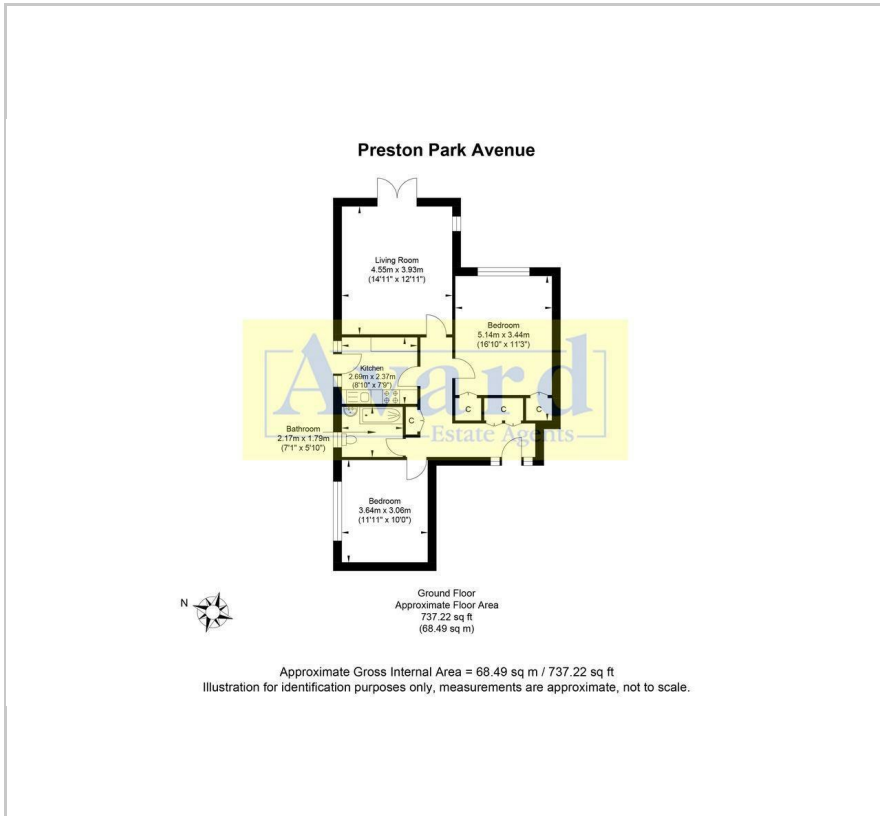 Preston Park Avenue
Living Room
4.55m x 3.93m
(14'11" x 12'11")
Bedroom
5.14m x 3.44m
(16'10" x 11'3")
Kitchen
2.69m x 2.37m
(8'10" x 7'9")
Avard
Estate Agents
C
C
C
C
Bathroom
2.17m x 1.79m
(7'1" x 5'10")
Bedroom
3.64m x 3.06m
(11'11" x 10'0")
N
Ground Floor
Approximate Floor Area
737.22 sq ft
(68.49 sq m)
Approximate Gross Internal Area = 68.49 sq m / 737.22 sq ft
Illustration for identification purposes only, measurements are approximate, not to scale.